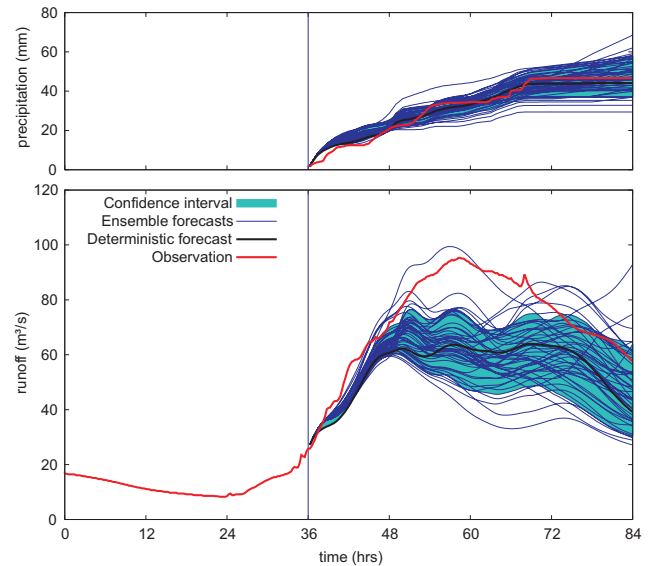 80
60
40
20
0
precipitation (mm)
120
100
80
60
40
20
0
runoff (m³/s)
Confidence interval
Ensemble forecasts
Deterministic forecast
Observation
0 12 24 36 48 60 72 84
time (hrs)